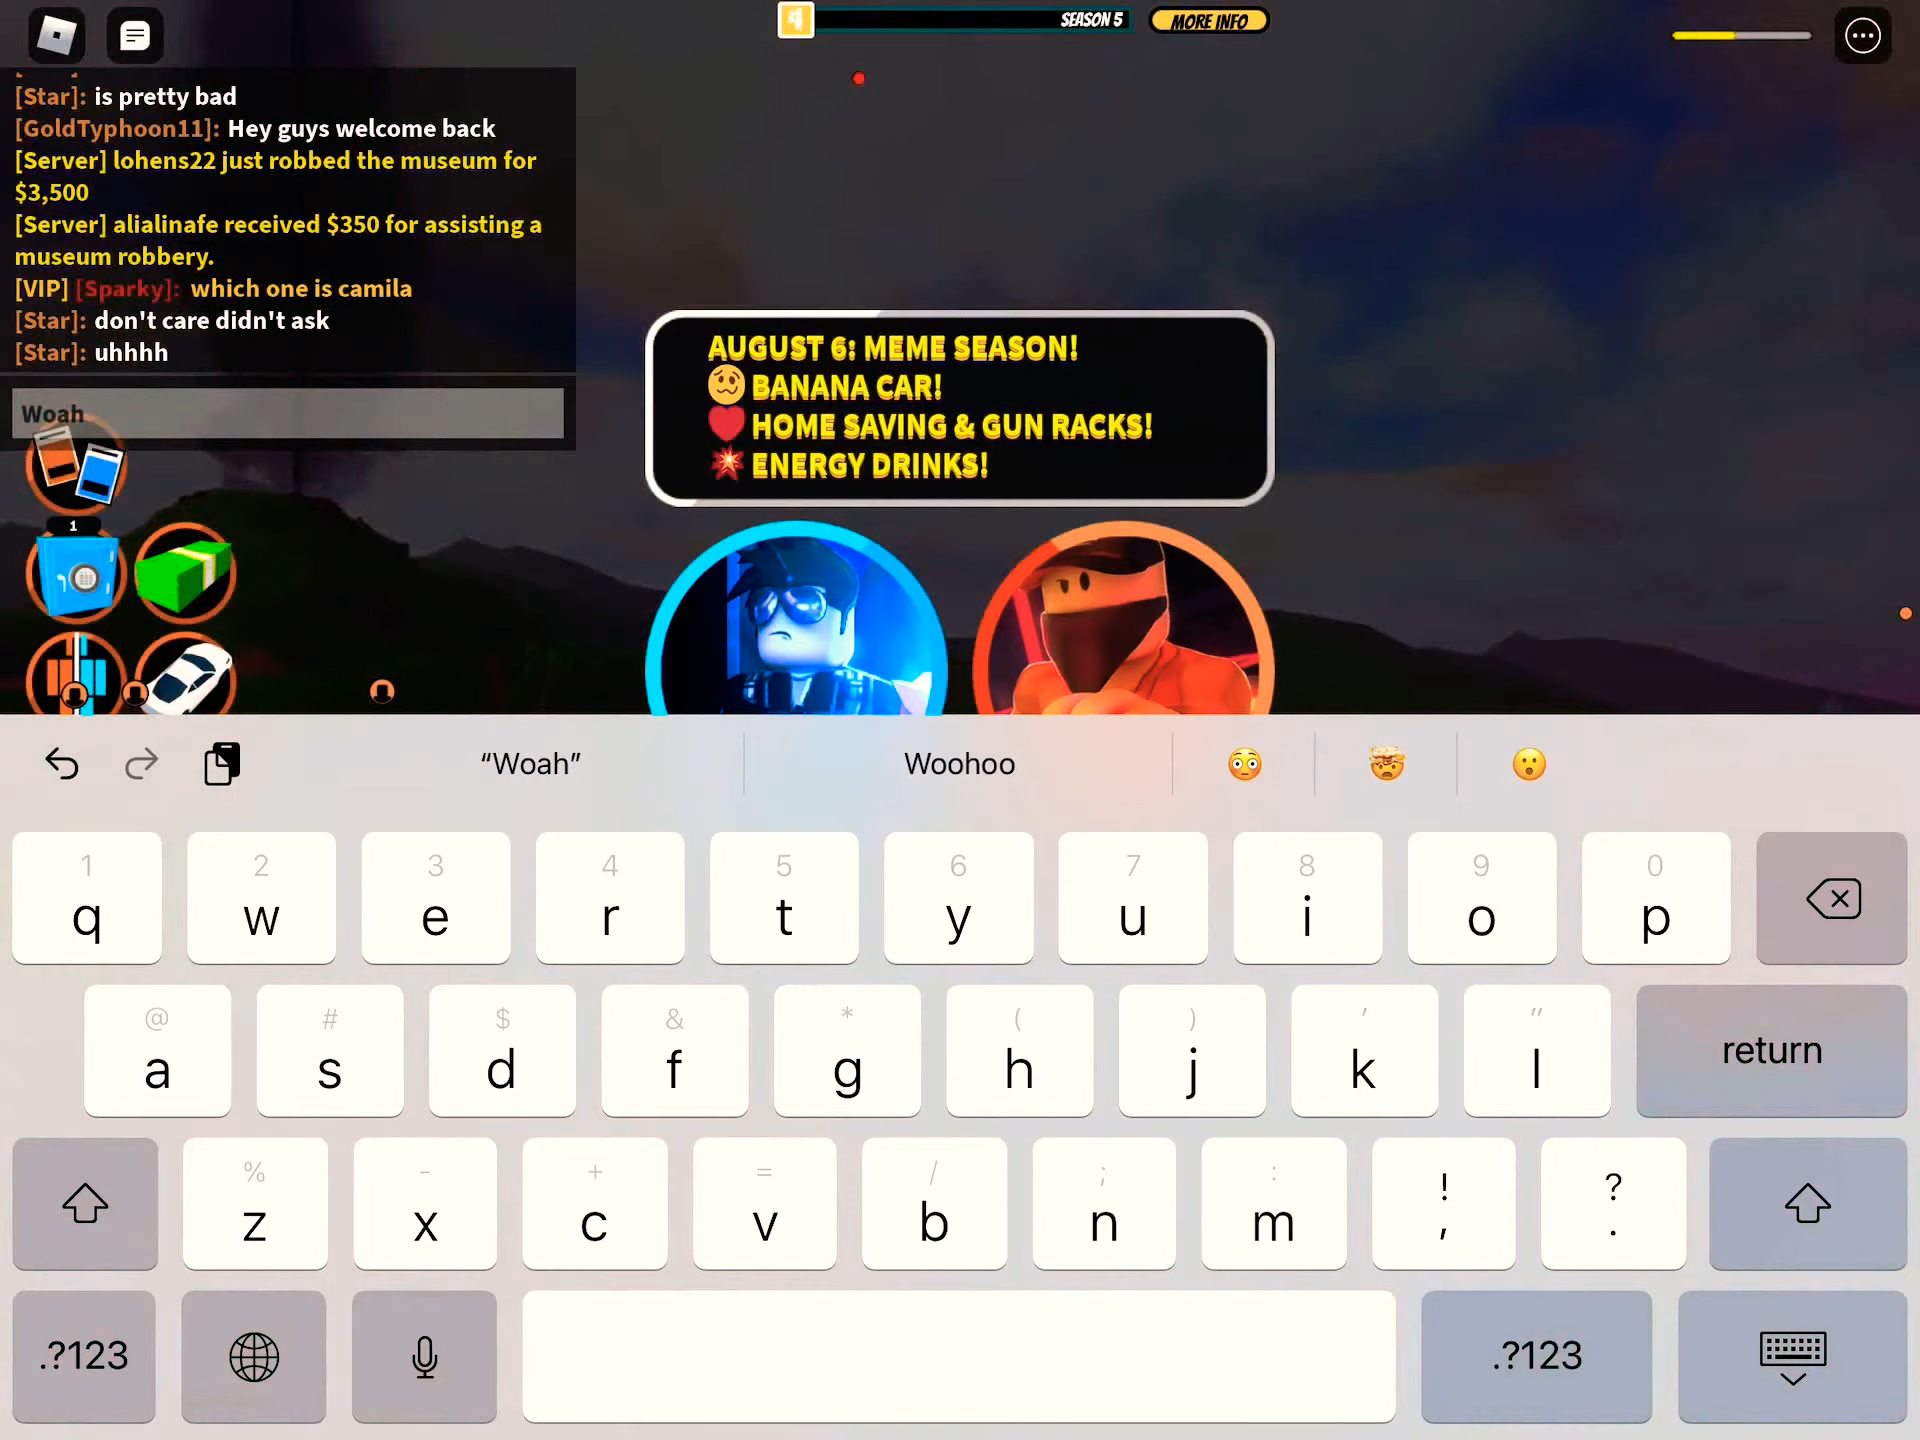 4
SEASON 5
MORE INFO
[Star]: is pretty bad
[GoldTyphoon11]: Hey guys welcome back
[Server] lohens22 just robbed the museum for
$3,500
[Server] alialinafe received $350 for assisting a
museum robbery.
[VIP] [Sparky]: which one is camila
[Star]: don't care didn't ask
[Star]: uhhhh
Woah
1
AUGUST 6: MEME SEASON!
🥴 BANANA CAR!
❤️ HOME SAVING & GUN RACKS!
💥 ENERGY DRINKS!
“Woah” Woohoo 😳 🤯 😮
1 2 3 4 5 6 7 8 9 0
q w e r t y u i o p
@ # $ & * ( ) ' "
a s d f g h j k l return
% - + = / ; : ! ?
z x c v b n m , .
.?123 .?123